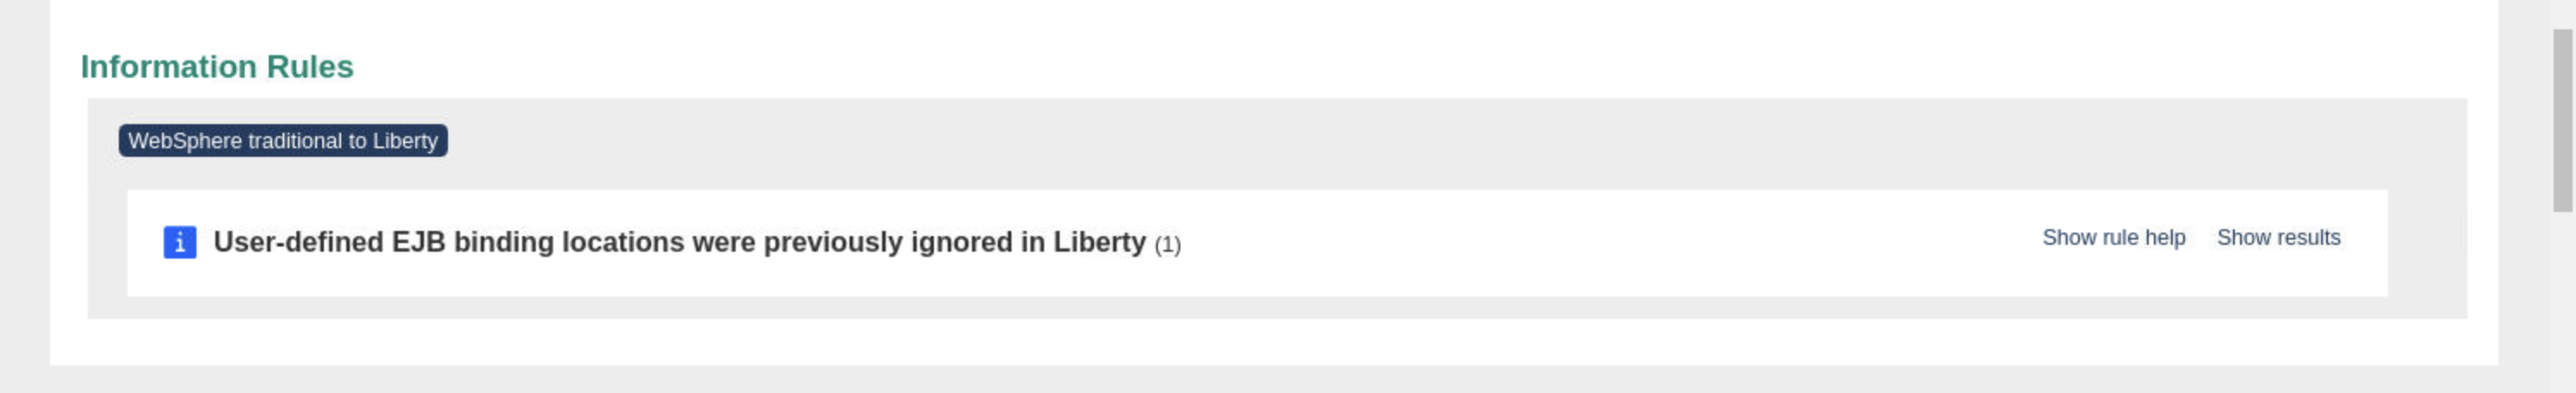 Information Rules
WebSphere traditional to Liberty
i User-defined EJB binding locations were previously ignored in Liberty (1) Show rule help Show results